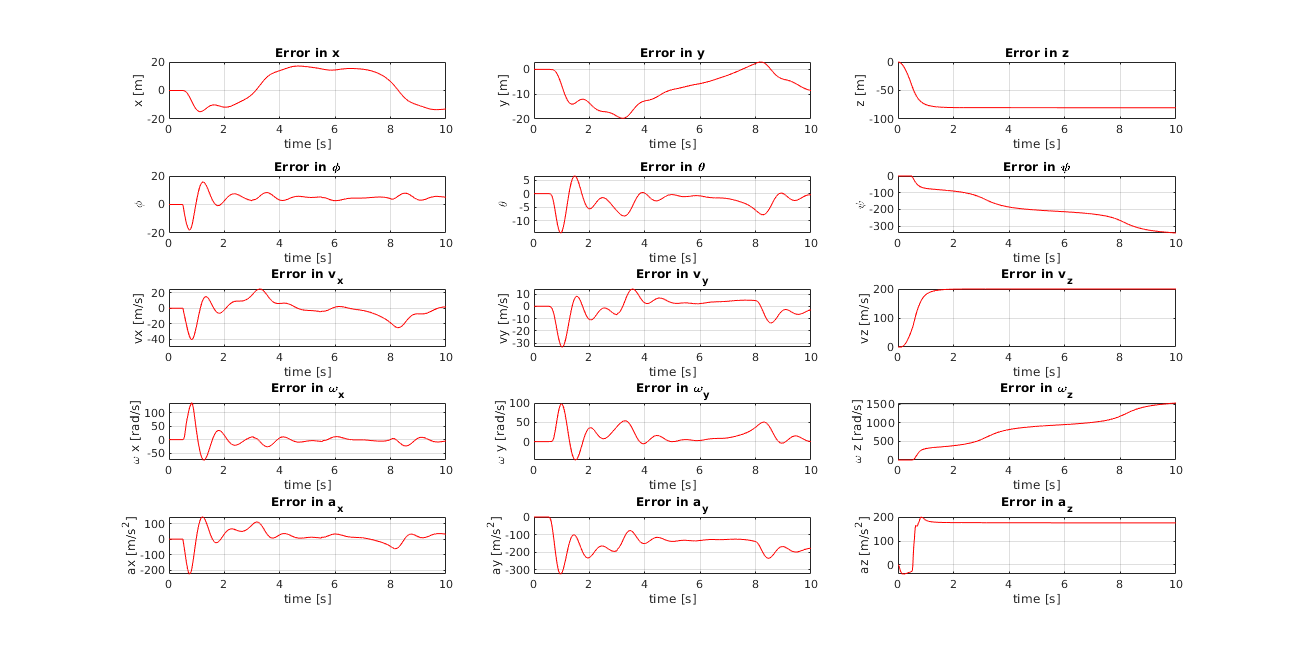 Error in x
20
0
-20
x [m]
0 2 4 6 8 10
time [s]
Error in y
0
-10
-20
y [m]
0 2 4 6 8 10
time [s]
Error in z
0
-50
-100
z [m]
0 2 4 6 8 10
time [s]
Error in ϕ
20
0
-20
ϕ
0 2 4 6 8 10
time [s]
Error in θ
5
0
-5
-10
θ
0 2 4 6 8 10
time [s]
Error in ψ
0
-100
-200
-300
ψ
0 2 4 6 8 10
time [s]
Error in v_x
20
0
-20
-40
vx [m/s]
0 2 4 6 8 10
time [s]
Error in v_y
10
0
-10
-20
-30
vy [m/s]
0 2 4 6 8 10
time [s]
Error in v_z
200
100
0
vz [m/s]
0 2 4 6 8 10
time [s]
Error in ω_x
100
50
0
-50
ω x [rad/s]
0 2 4 6 8 10
time [s]
Error in ω_y
100
50
0
ω y [rad/s]
0 2 4 6 8 10
time [s]
Error in ω_z
1500
1000
500
0
ω z [rad/s]
0 2 4 6 8 10
time [s]
Error in a_x
100
0
-100
-200
ax [m/s²]
0 2 4 6 8 10
time [s]
Error in a_y
0
-100
-200
-300
ay [m/s²]
0 2 4 6 8 10
time [s]
Error in a_z
200
100
0
az [m/s²]
0 2 4 6 8 10
time [s]